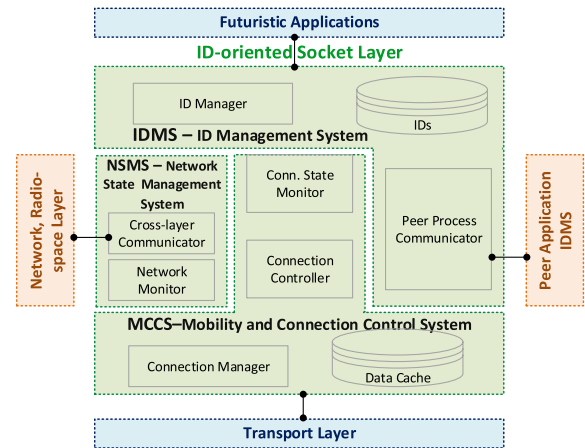 Futuristic Applications
ID-oriented Socket Layer
ID Manager
IDs
IDMS – ID Management System
NSMS – Network
State Management
System
Cross-layer
Communicator
Network
Monitor
Conn. State
Monitor
Connection
Controller
Peer Process
Communicator
Network, Radio-
space Layer
Peer Application
IDMS
MCCS–Mobility and Connection Control System
Connection Manager
Data Cache
Transport Layer